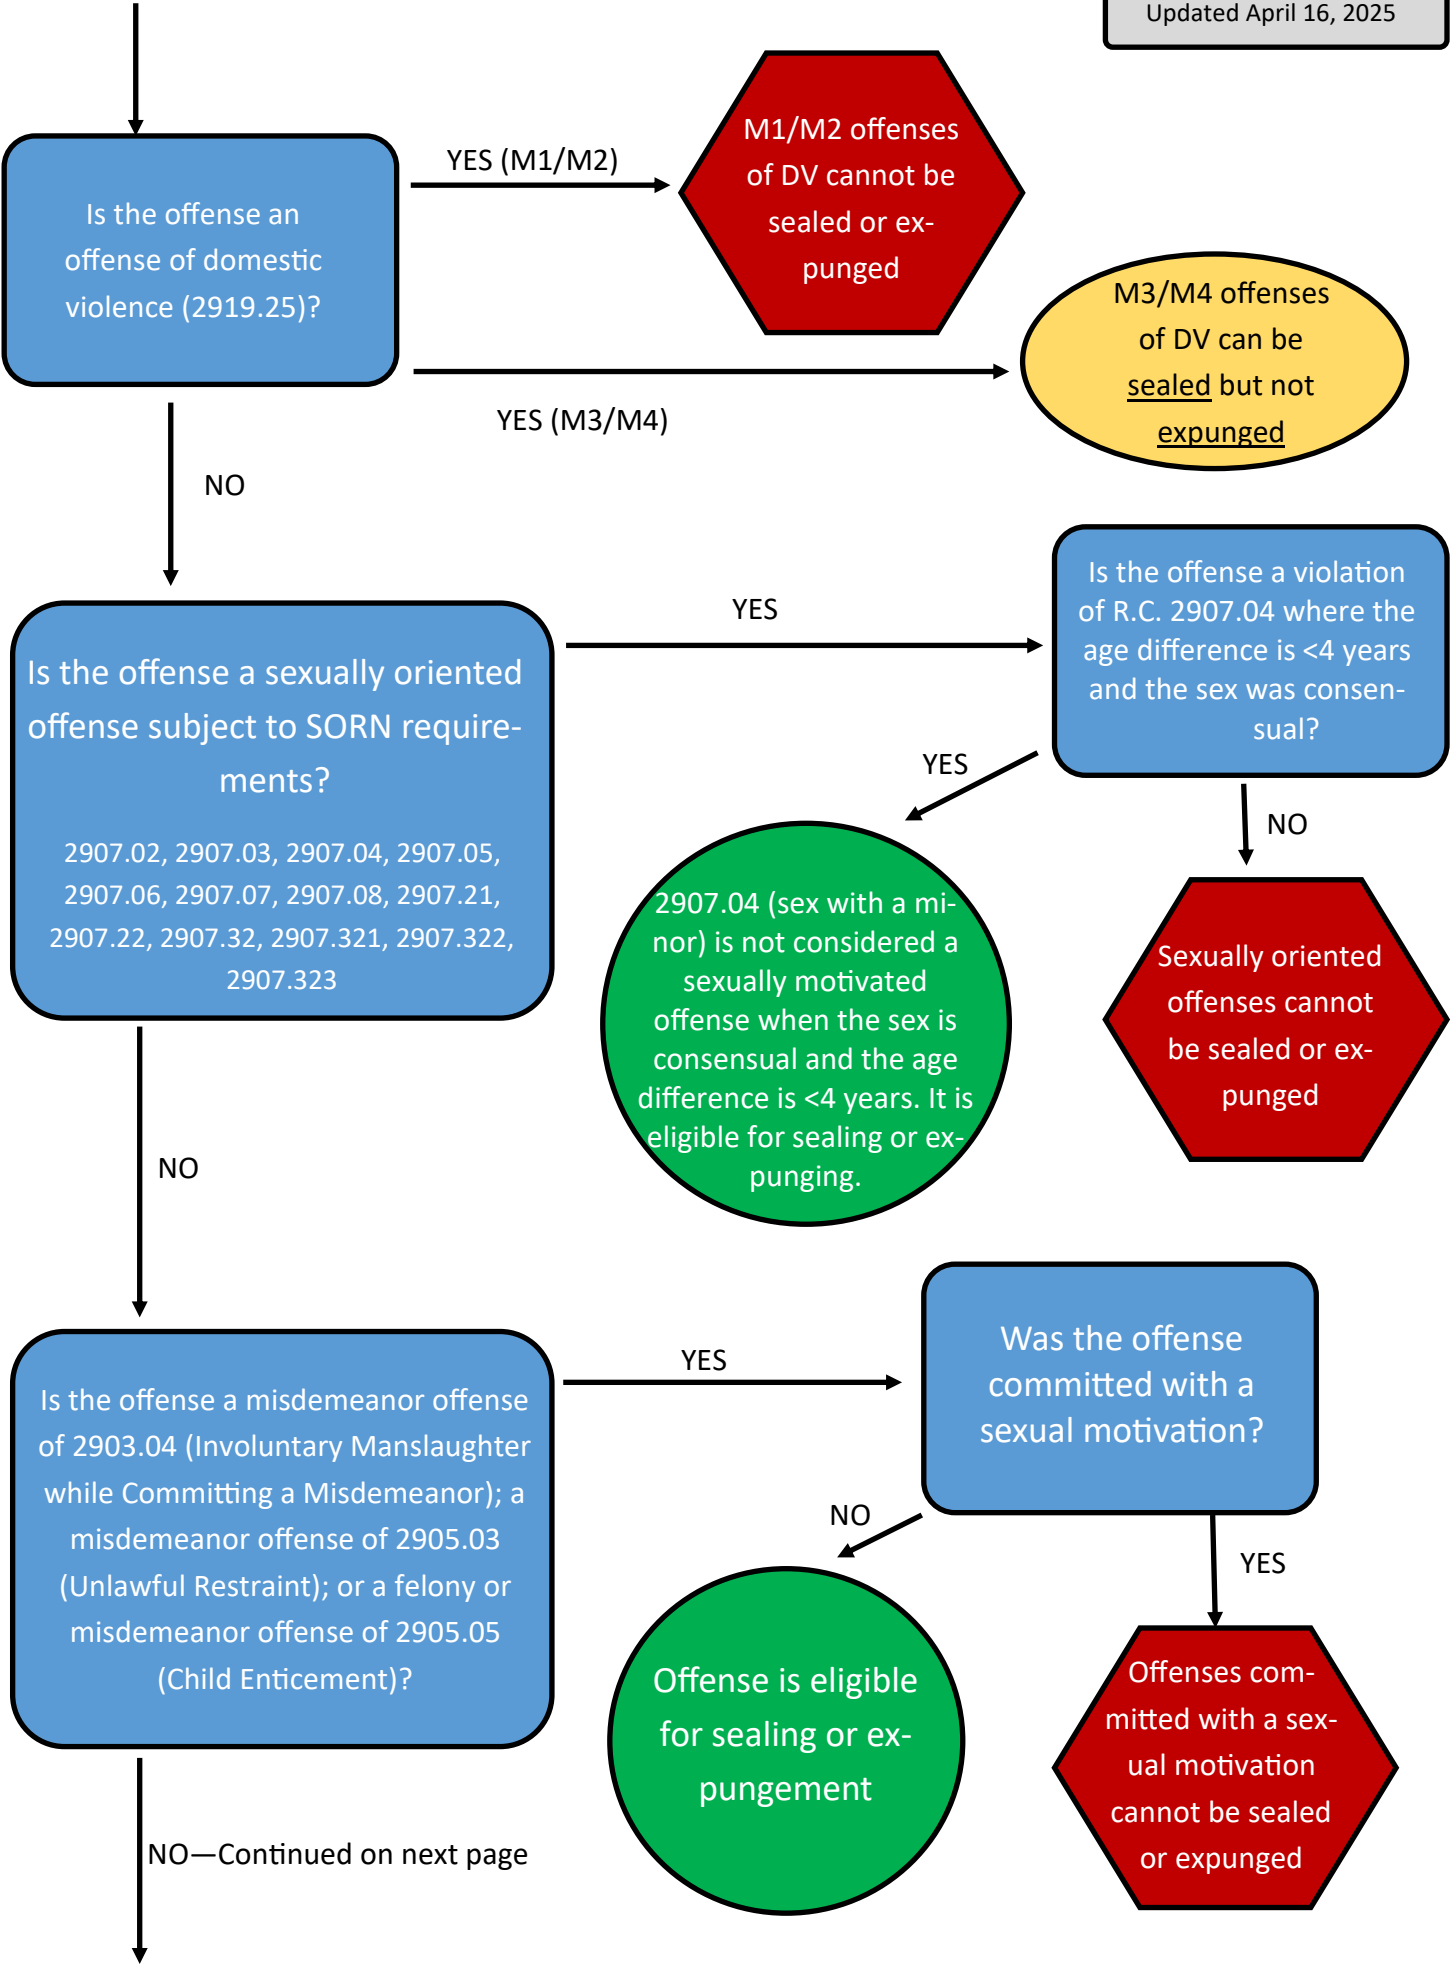 Updated April 16, 2025
M1/M2 offenses
of DV cannot be
sealed or ex-
punged
YES (M1/M2)
Is the offense an
offense of domestic
violence (2919.25)?
M3/M4 offenses
of DV can be
sealed but not
expunged
YES (M3/M4)
NO
Is the offense a violation
of R.C. 2907.04 where the
age difference is <4 years
and the sex was consen-
sual?
YES
Is the offense a sexually oriented
offense subject to SORN require-
ments?
2907.02, 2907.03, 2907.04, 2907.05,
2907.06, 2907.07, 2907.08, 2907.21,
2907.22, 2907.32, 2907.321, 2907.322,
2907.323
YES
NO
2907.04 (sex with a mi-
nor) is not considered a
sexually motivated
offense when the sex is
consensual and the age
difference is <4 years. It is
eligible for sealing or ex-
punging.
Sexually oriented
offenses cannot
be sealed or ex-
punged
NO
Was the offense
committed with a
sexual motivation?
YES
Is the offense a misdemeanor offense
of 2903.04 (Involuntary Manslaughter
while Committing a Misdemeanor); a
misdemeanor offense of 2905.03
(Unlawful Restraint); or a felony or
misdemeanor offense of 2905.05
(Child Enticement)?
NO
YES
Offense is eligible
for sealing or ex-
pungement
Offenses com-
mitted with a sex-
ual motivation
cannot be sealed
or expunged
NO—Continued on next page